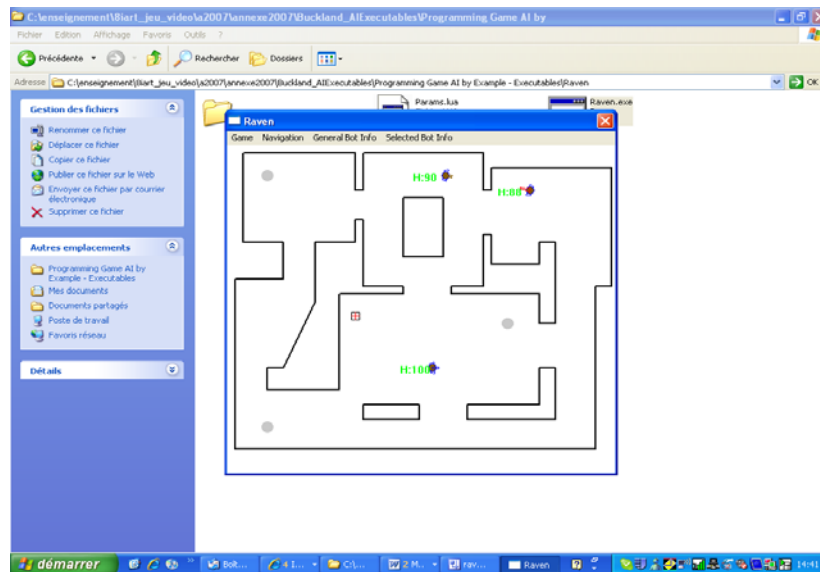 C:\enseignement\8iart_jeu_video\a2007\annexe2007\Buckland_AIExecutables\Programming Game AI by
Fichier Edition Affichage Favoris Outils ?
Précédente Rechercher Dossiers
Adresse C:\enseignement\8iart_jeu_video\a2007\annexe2007\Buckland_AIExecutables\Programming Game AI by Example - Executables\Raven OK
Gestion des fichiers
Renommer ce fichier
Déplacer ce fichier
Copier ce fichier
Publier ce fichier sur le Web
Envoyer ce fichier par courrier
électronique
Supprimer ce fichier
Autres emplacements
Programming Game AI by
Example - Executables
Mes documents
Documents partagés
Poste de travail
Favoris réseau
Détails
Params.lua
Raven.exe
Raven
Game Navigation General Bot Info Selected Bot Info
H:90
H:100
démarrer Bolt... 4 I... C:\... 2 M... rav... Raven 14:41